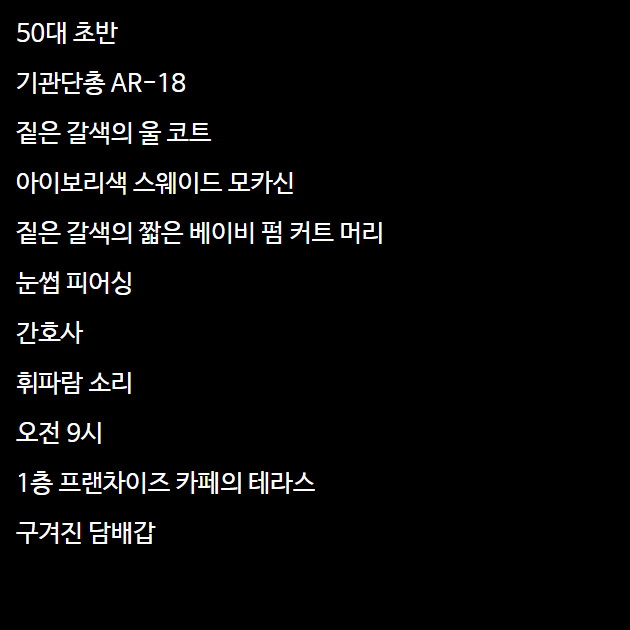 50대 초반
기관단총 AR-18
짙은 갈색의 울 코트
아이보리색 스웨이드 모카신
짙은 갈색의 짧은 베이비 펌 커트 머리
눈썹 피어싱
간호사
휘파람 소리
오전 9시
1층 프랜차이즈 카페의 테라스
구겨진 담배갑